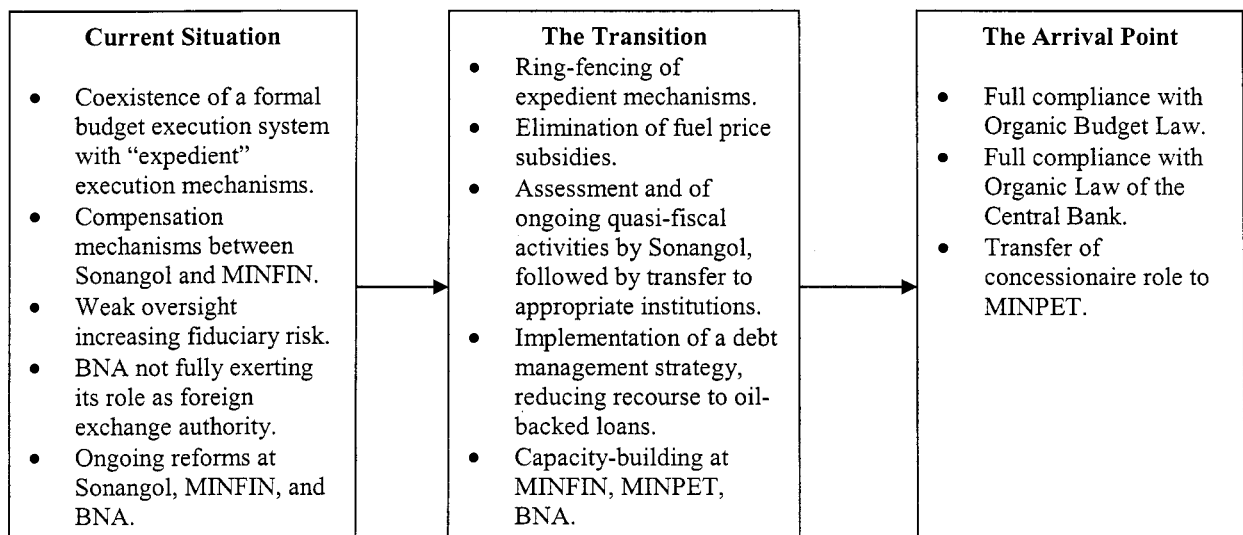 Current Situation
• Coexistence of a formal
budget execution system
with “expedient”
execution mechanisms.
• Compensation
mechanisms between
Sonangol and MINFIN.
• Weak oversight
increasing fiduciary risk.
• BNA not fully exerting
its role as foreign
exchange authority.
• Ongoing reforms at
Sonangol, MINFIN, and
BNA.
The Transition
• Ring-fencing of
expedient mechanisms.
• Elimination of fuel price
subsidies.
• Assessment and of
ongoing quasi-fiscal
activities by Sonangol,
followed by transfer to
appropriate institutions.
• Implementation of a debt
management strategy,
reducing recourse to oil-
backed loans.
• Capacity-building at
MINFIN, MINPET,
BNA.
The Arrival Point
• Full compliance with
Organic Budget Law.
• Full compliance with
Organic Law of the
Central Bank.
• Transfer of
concessionaire role to
MINPET.